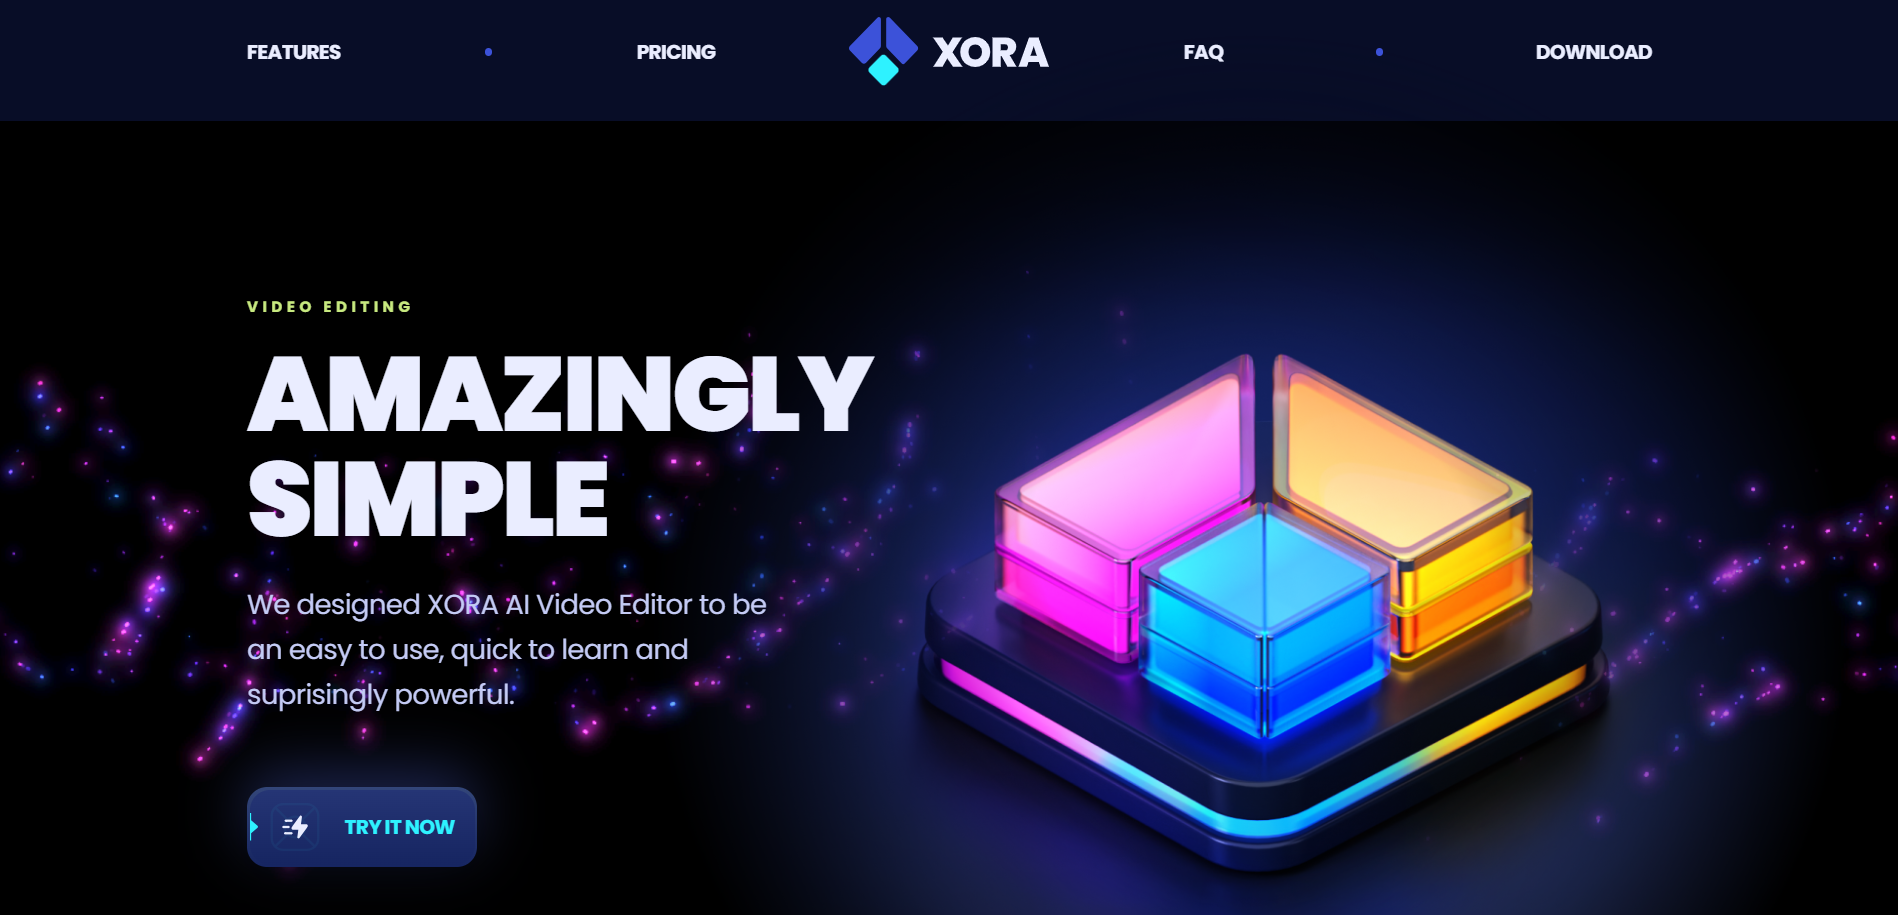 FEATURES
PRICING
XORA
FAQ
DOWNLOAD
VIDEO EDITING
AMAZINGLY
SIMPLE
We designed XORA AI Video Editor to be
an easy to use, quick to learn and
suprisingly powerful.
TRY IT NOW